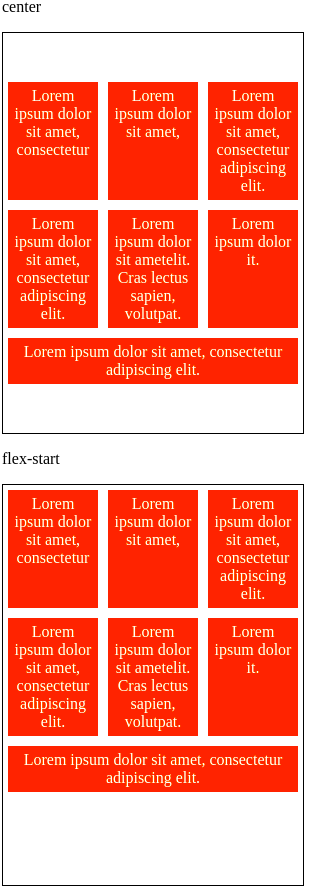 center
Lorem
ipsum dolor
sit amet,
consectetur
Lorem
ipsum dolor
sit amet,
Lorem
ipsum dolor
sit amet,
consectetur
adipiscing
elit.
Lorem
ipsum dolor
sit amet,
consectetur
adipiscing
elit.
Lorem
ipsum dolor
sit ametelit.
Cras lectus
sapien,
volutpat.
Lorem
ipsum dolor
it.
Lorem ipsum dolor sit amet, consectetur
adipiscing elit.
flex-start
Lorem
ipsum dolor
sit amet,
consectetur
Lorem
ipsum dolor
sit amet,
Lorem
ipsum dolor
sit amet,
consectetur
adipiscing
elit.
Lorem
ipsum dolor
sit amet,
consectetur
adipiscing
elit.
Lorem
ipsum dolor
sit ametelit.
Cras lectus
sapien,
volutpat.
Lorem
ipsum dolor
it.
Lorem ipsum dolor sit amet, consectetur
adipiscing elit.